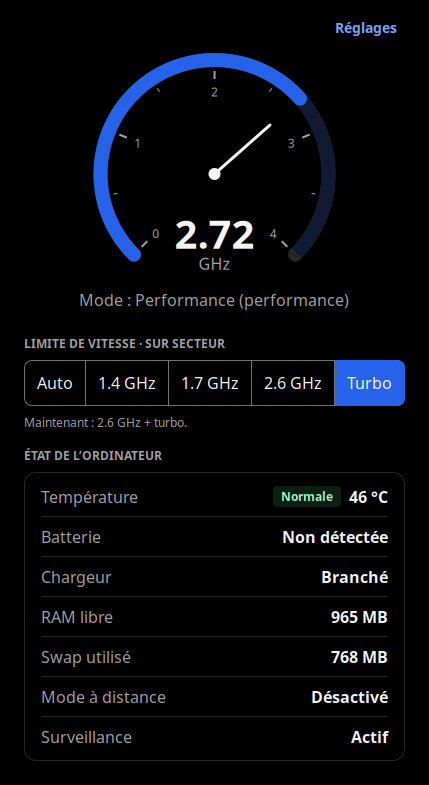 Réglages
2
1
3
0
4
2.72
GHz
Mode : Performance (performance)
LIMITE DE VITESSE · SUR SECTEUR
Auto 1.4 GHz 1.7 GHz 2.6 GHz Turbo
Maintenant : 2.6 GHz + turbo.
ÉTAT DE L’ORDINATEUR
Température Normale 46 °C
Batterie Non détectée
Chargeur Branché
RAM libre 965 MB
Swap utilisé 768 MB
Mode à distance Désactivé
Surveillance Actif